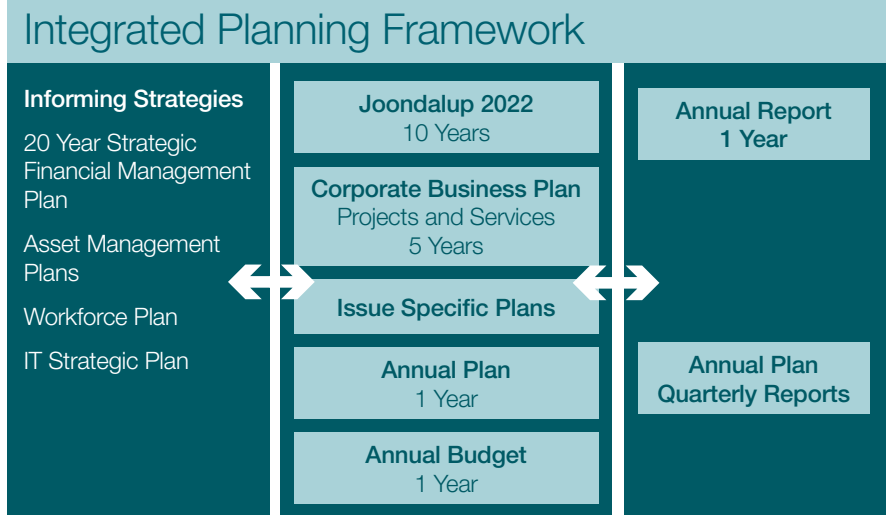 Integrated Planning Framework
Informing Strategies
20 Year Strategic
Financial Management
Plan
Asset Management
Plans
Workforce Plan
IT Strategic Plan
Joondalup 2022
10 Years
Corporate Business Plan
Projects and Services
5 Years
Issue Specific Plans
Annual Plan
1 Year
Annual Budget
1 Year
Annual Report
1 Year
Annual Plan
Quarterly Reports